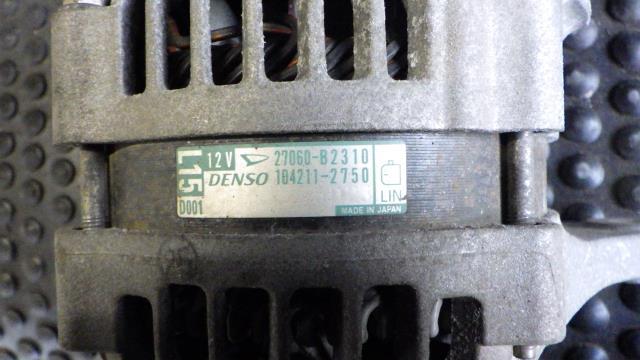 L15
D001
12V 27060-B2310
DENSO 104211-2750
LIN
MADE IN JAPAN